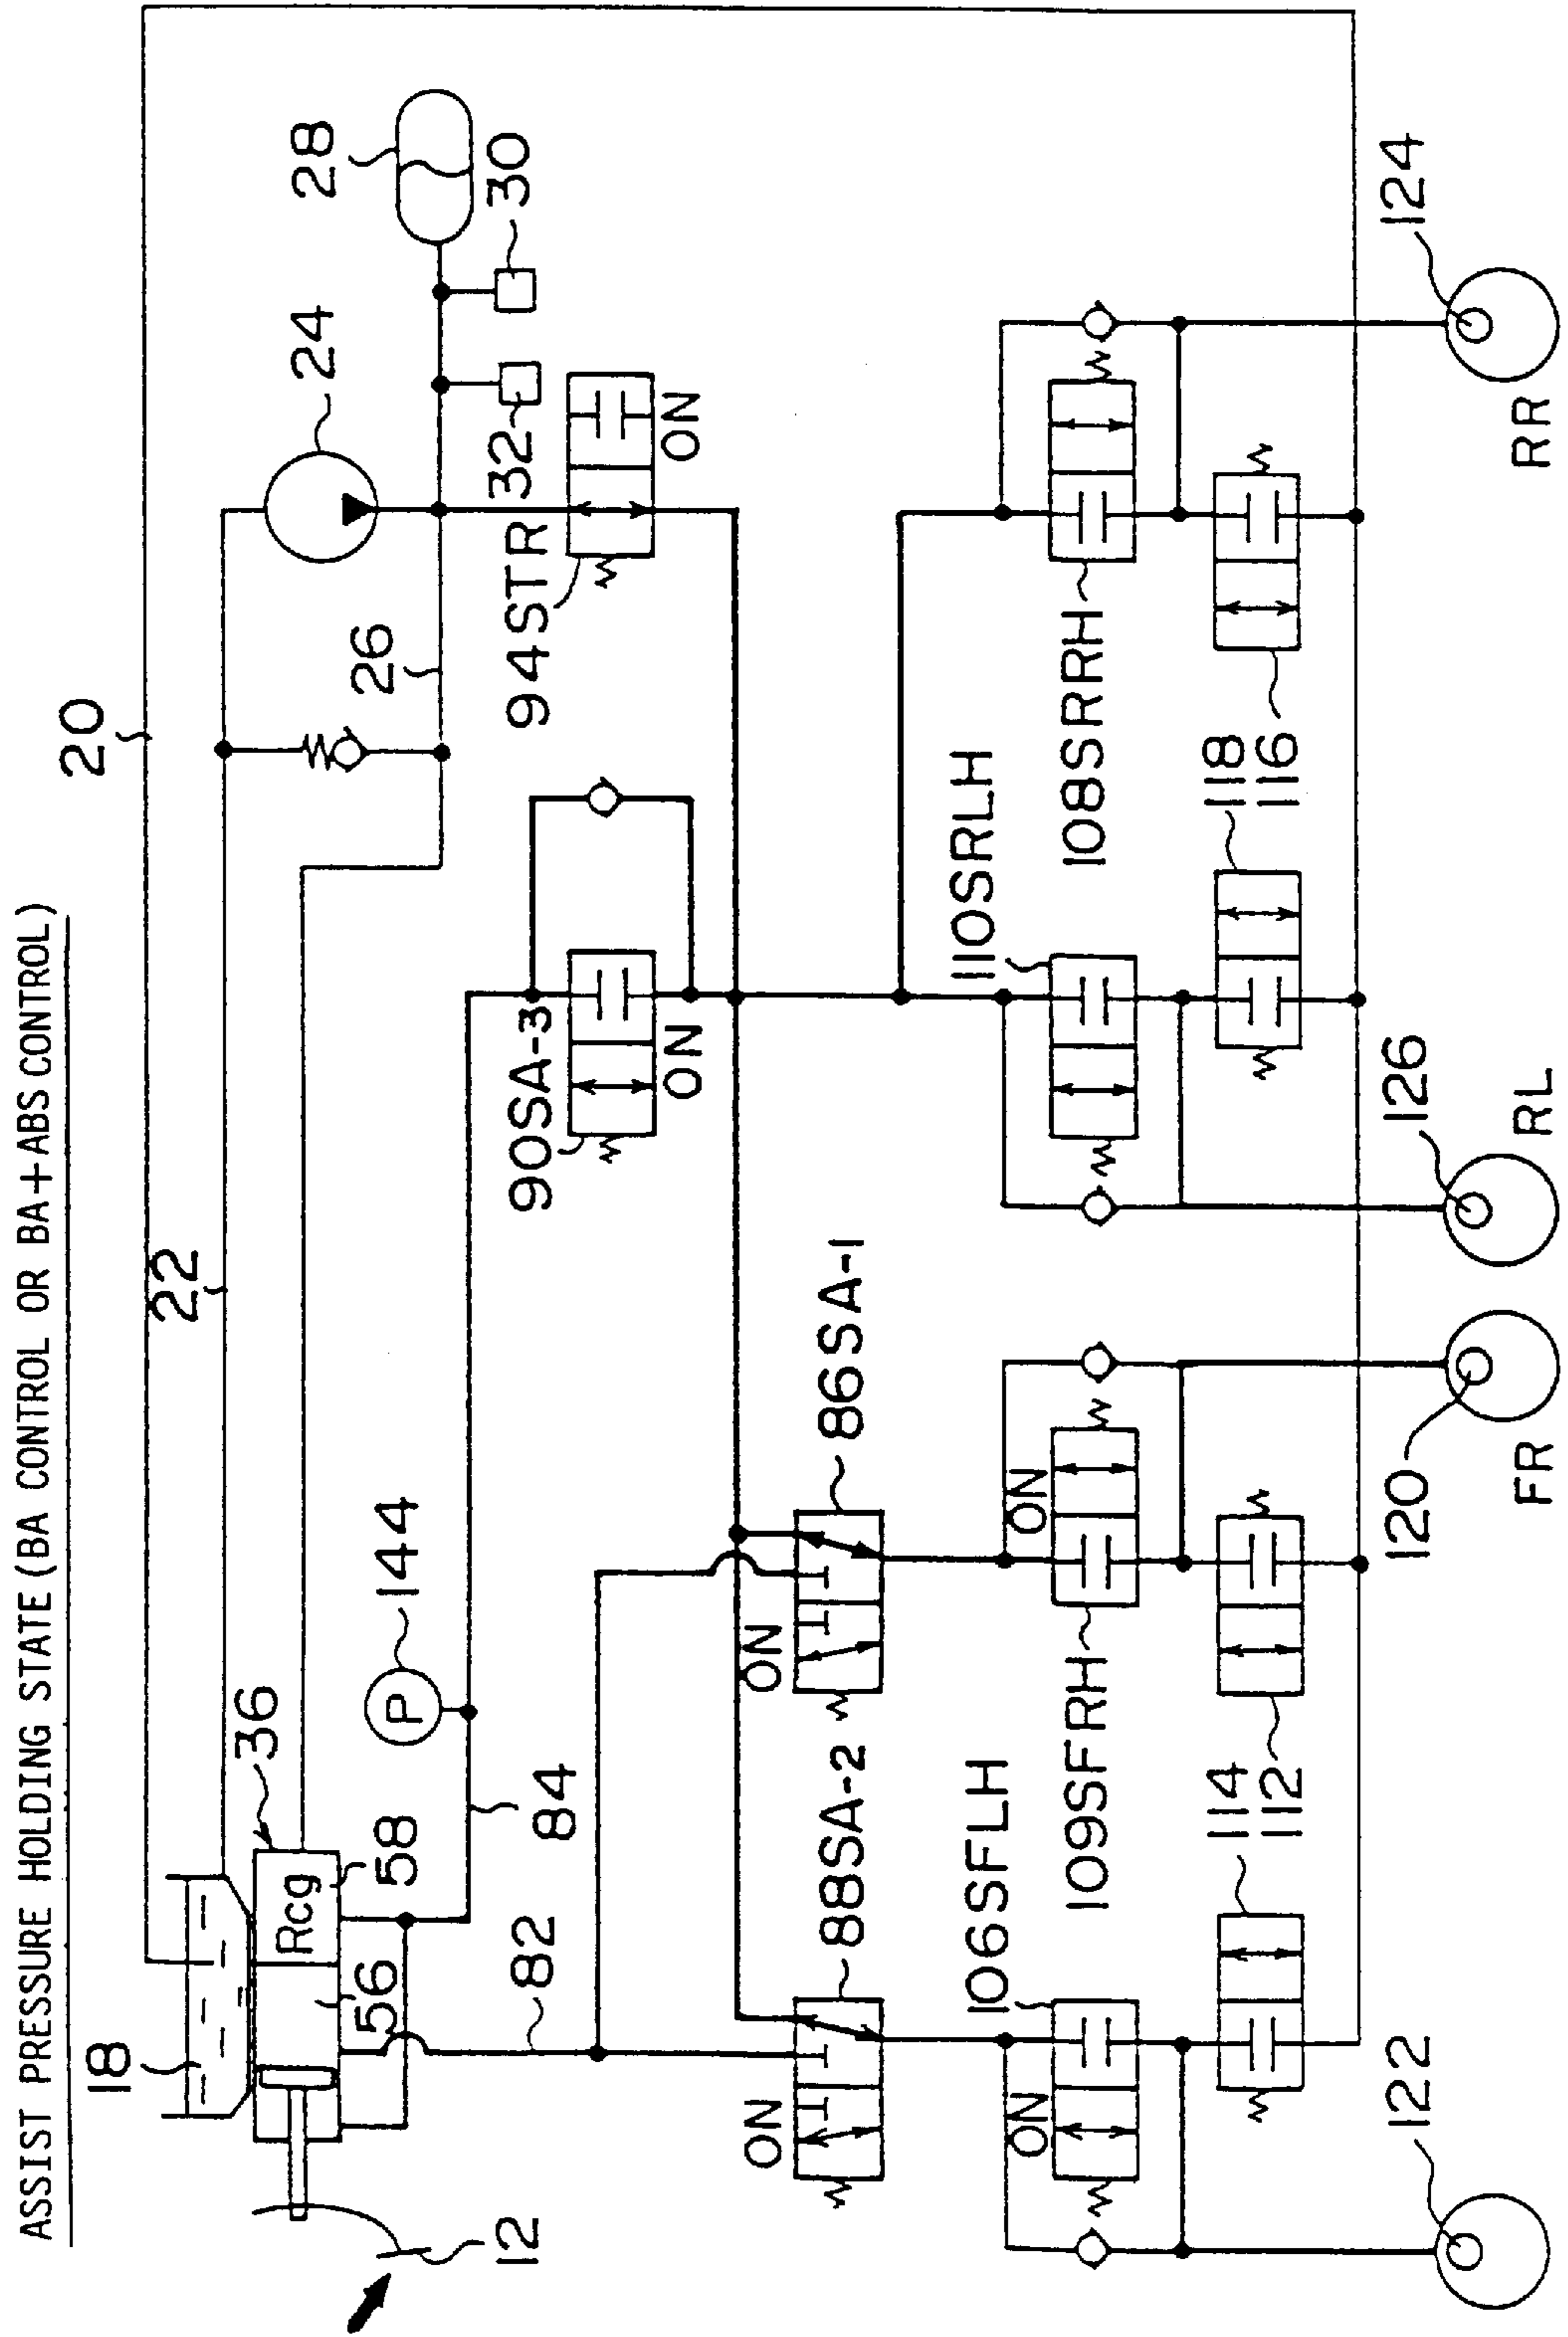 ASSIST PRESSURE HOLDING STATE (BA CONTROL OR BA+ABS CONTROL)
20
22
18
36
Rcg
58
56
12
24
28
26
30
32
144
84
82
94STR
ON
90SA-3
ON
88SA-2
ON
86SA-1
ON
106SFLH
ON
109SFRH
ON
110SRLH
108SRRH
114
112
118
116
122
120
FR
126
RL
124
RR